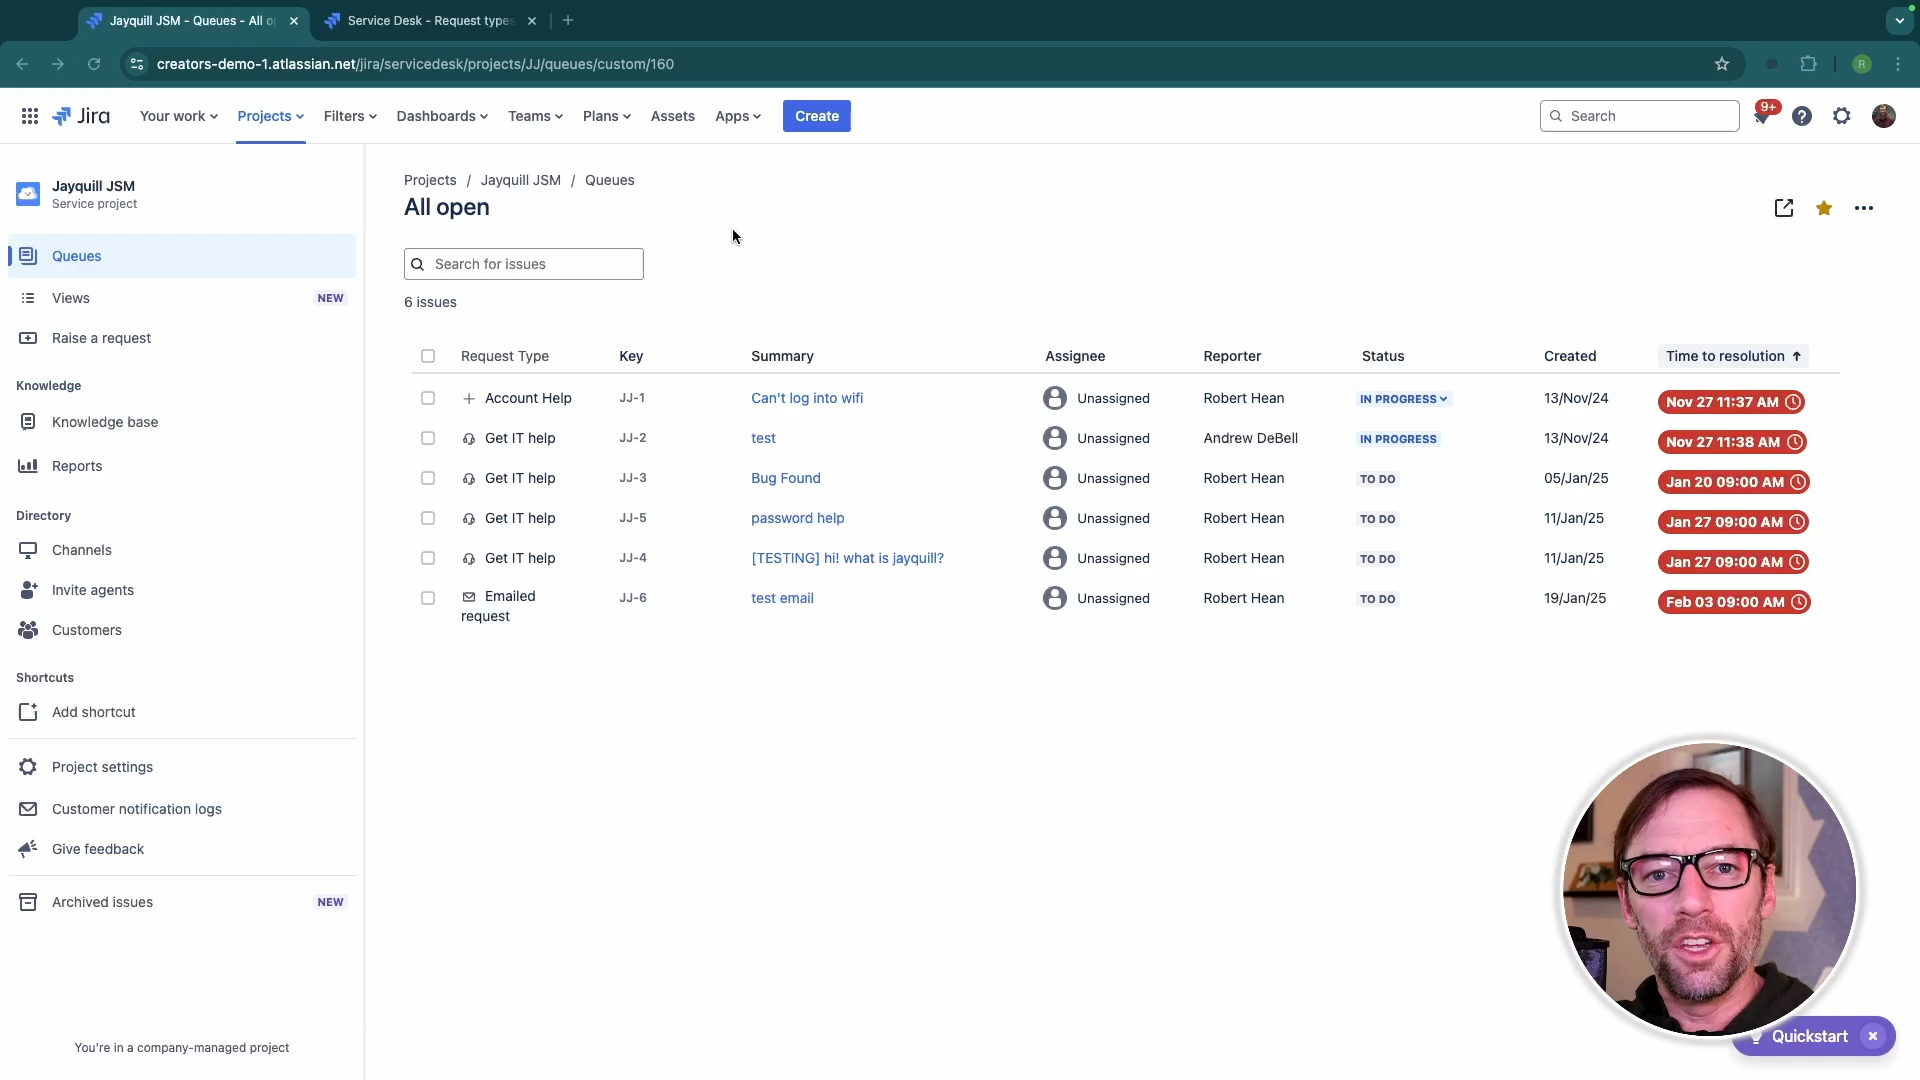 Jayquill JSM - Queues - All o
Service Desk - Request types
creators-demo-1.atlassian.net/jira/servicedesk/projects/JJ/queues/custom/160
R
Jira
Your work
Projects
Filters
Dashboards
Teams
Plans
Assets
Apps
Create
Search
9+
Jayquill JSM
Service project
Queues
Views
NEW
Raise a request
Knowledge
Knowledge base
Reports
Directory
Channels
Invite agents
Customers
Shortcuts
Add shortcut
Project settings
Customer notification logs
Give feedback
Archived issues
NEW
You're in a company-managed project
Projects / Jayquill JSM / Queues
All open
Search for issues
6 issues
Request Type Key Summary Assignee Reporter Status Created Time to resolution
Account Help JJ-1 Can't log into wifi Unassigned Robert Hean IN PROGRESS 13/Nov/24 Nov 27 11:37 AM
Get IT help JJ-2 test Unassigned Andrew DeBell IN PROGRESS 13/Nov/24 Nov 27 11:38 AM
Get IT help JJ-3 Bug Found Unassigned Robert Hean TO DO 05/Jan/25 Jan 20 09:00 AM
Get IT help JJ-5 password help Unassigned Robert Hean TO DO 11/Jan/25 Jan 27 09:00 AM
Get IT help JJ-4 [TESTING] hi! what is jayquill? Unassigned Robert Hean TO DO 11/Jan/25 Jan 27 09:00 AM
Emailed request JJ-6 test email Unassigned Robert Hean TO DO 19/Jan/25 Feb 03 09:00 AM
Quickstart